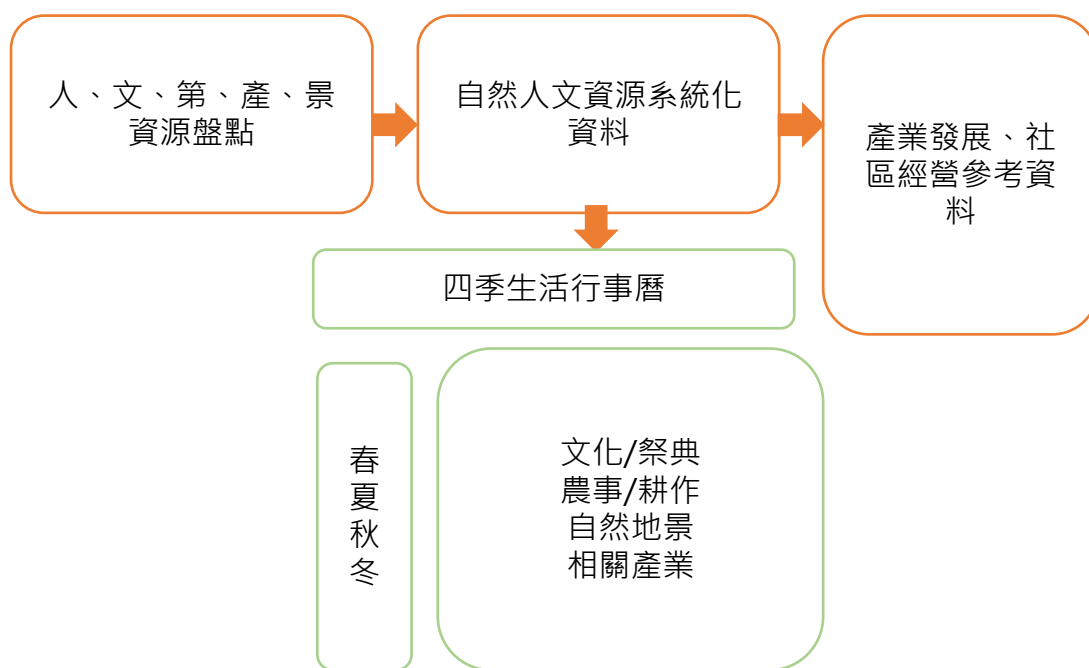 人、文、第、產、景
資源盤點
自然人文資源系統化
資料
產業發展、社
區經營參考資
料
四季生活行事曆
春
夏
秋
冬
文化/祭典
農事/耕作
自然地景
相關產業